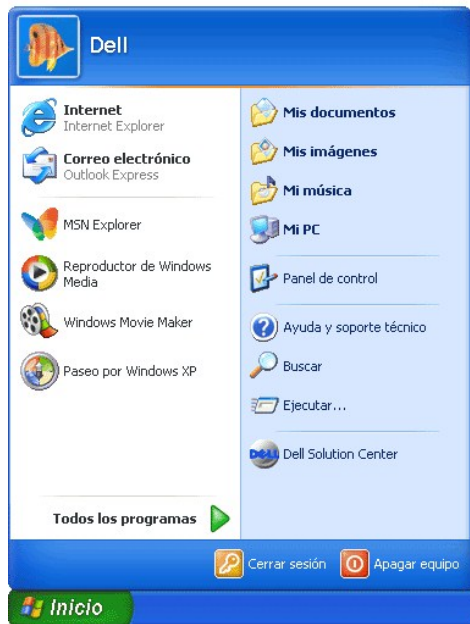 Dell
Internet
Internet Explorer
Correo electrónico
Outlook Express
MSN Explorer
Reproductor de Windows
Media
Windows Movie Maker
Paseo por Windows XP
Todos los programas
Mis documentos
Mis imágenes
Mi música
Mi PC
Panel de control
Ayuda y soporte técnico
Buscar
Ejecutar...
DELL
Dell Solution Center
Cerrar sesión
Apagar equipo
Inicio